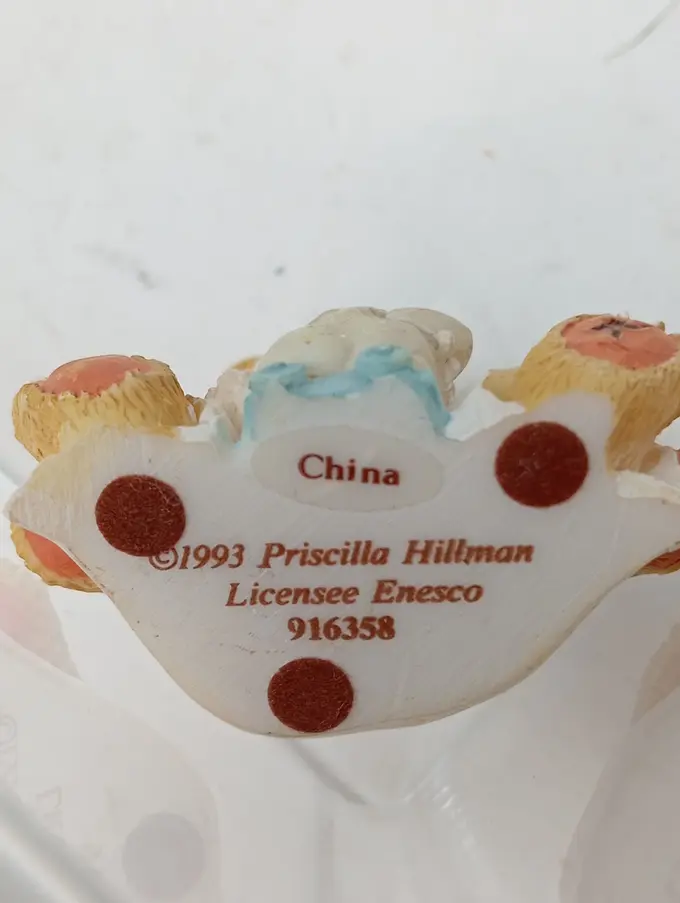 China
©1993 Priscilla Hillman
Licensee Enesco
916358